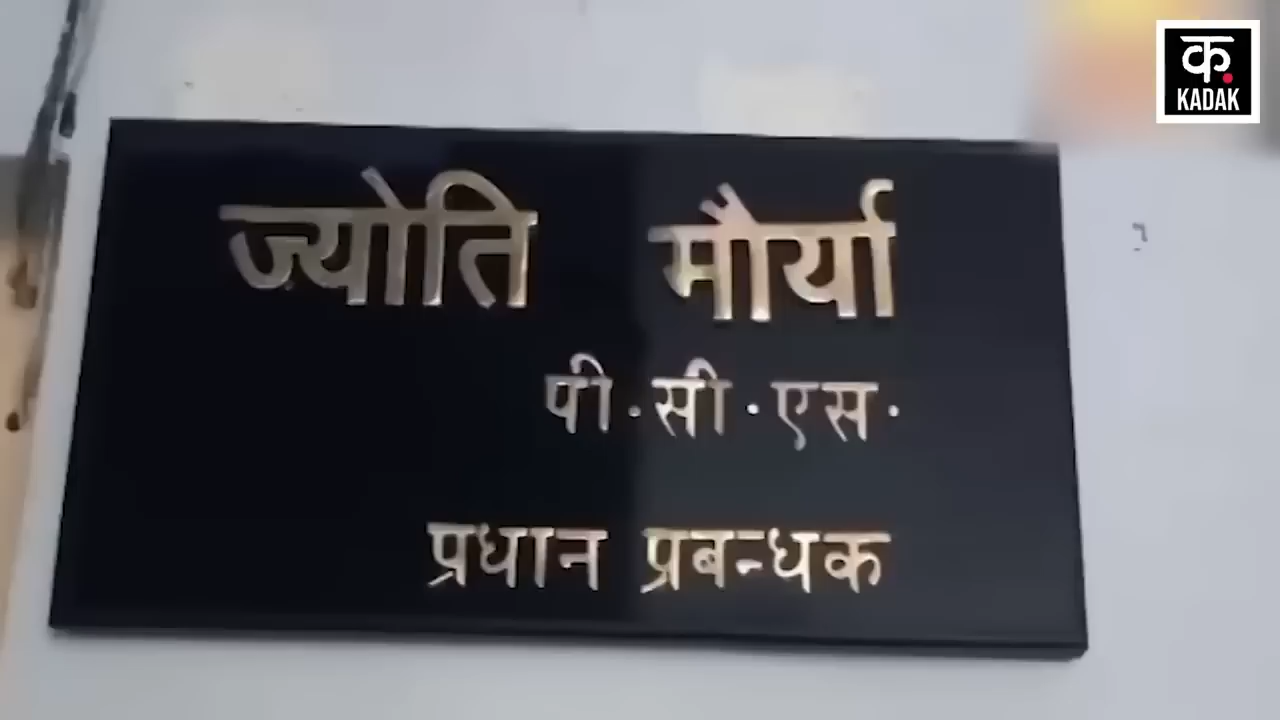 क.
KADAK
ज्योति मौर्या
पी·सी·एस·
प्रधान प्रबन्धक